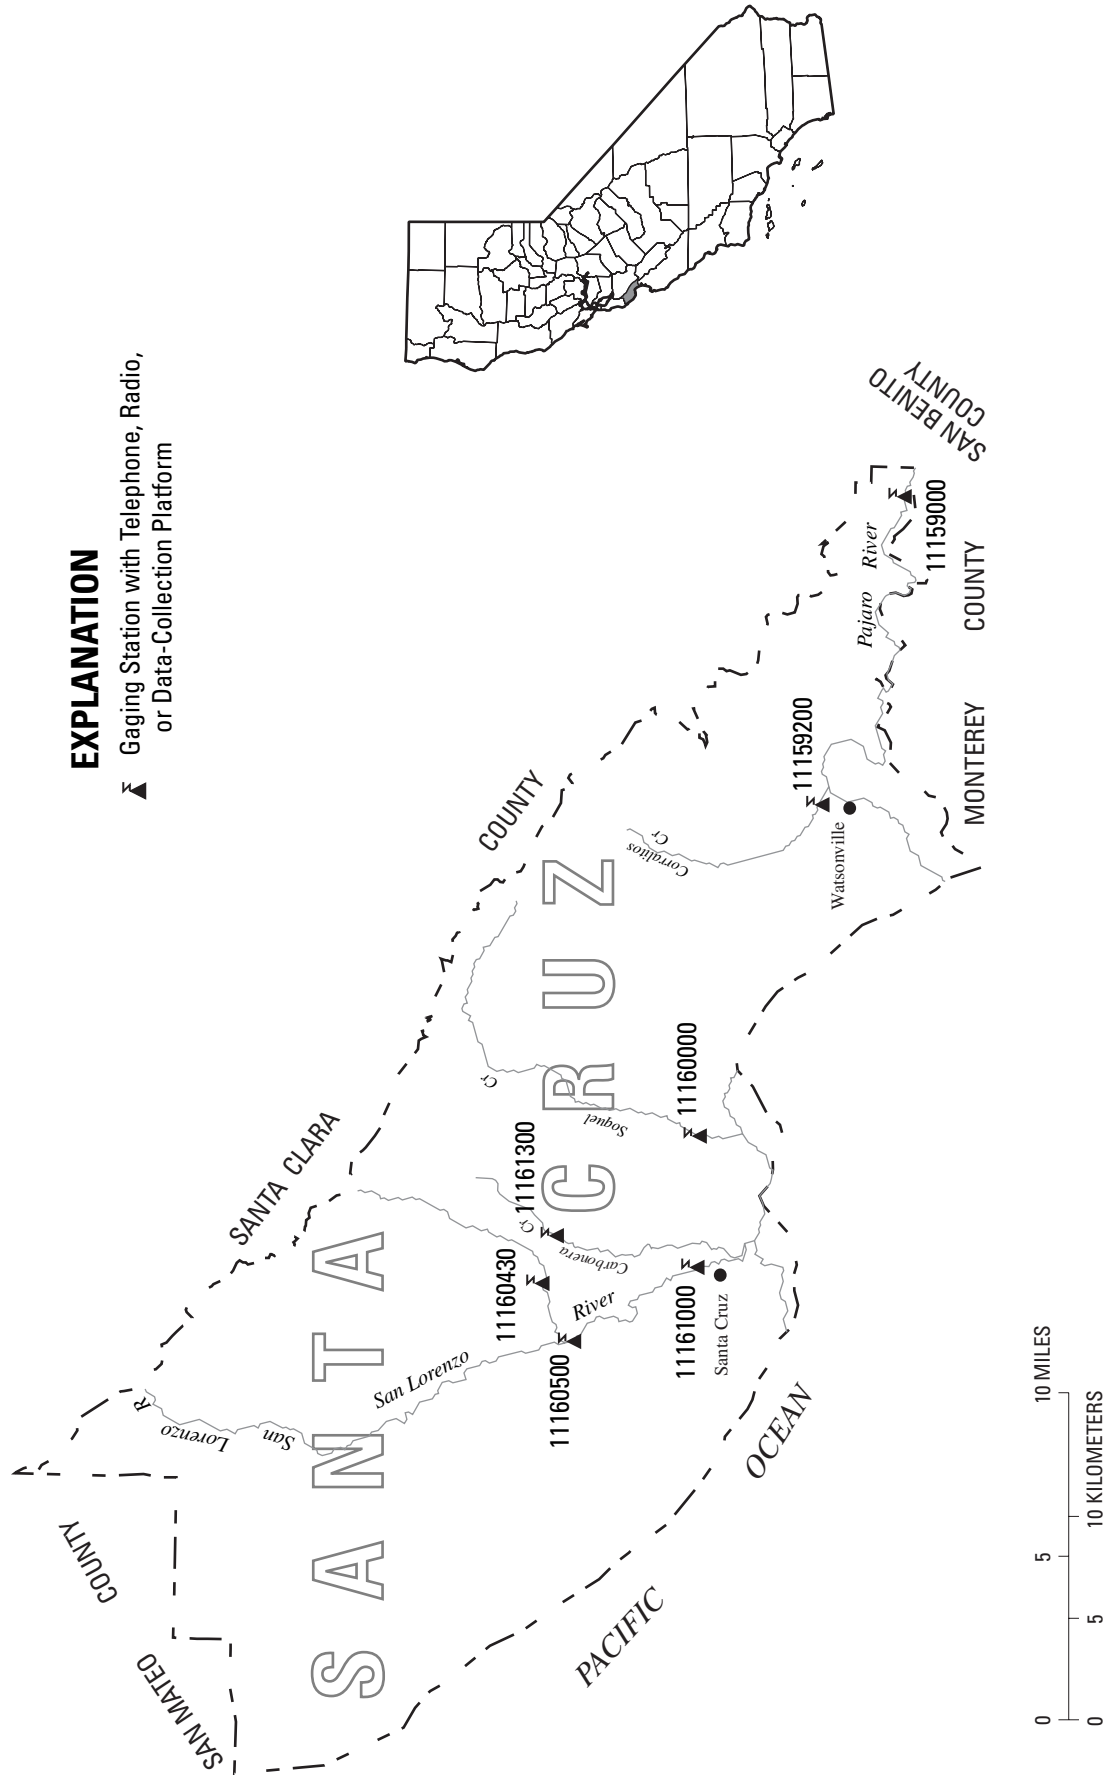 EXPLANATION
Gaging Station with Telephone, Radio,
or Data-Collection Platform
SAN MATEO
COUNTY
SANTA CLARA
COUNTY
SAN BENITO
COUNTY
MONTEREY
COUNTY
SANTA
CRUZ
San
Lorenzo
R
San Lorenzo
River
11160500
11160430
11161300
Carbonera
Cr
11161000
Santa Cruz
11160000
Soquel
Cr
Corralitos
Cr
11159200
Watsonville
Pajaro
River
11159000
PACIFIC
OCEAN
0
5
10 MILES
0
5
10 KILOMETERS